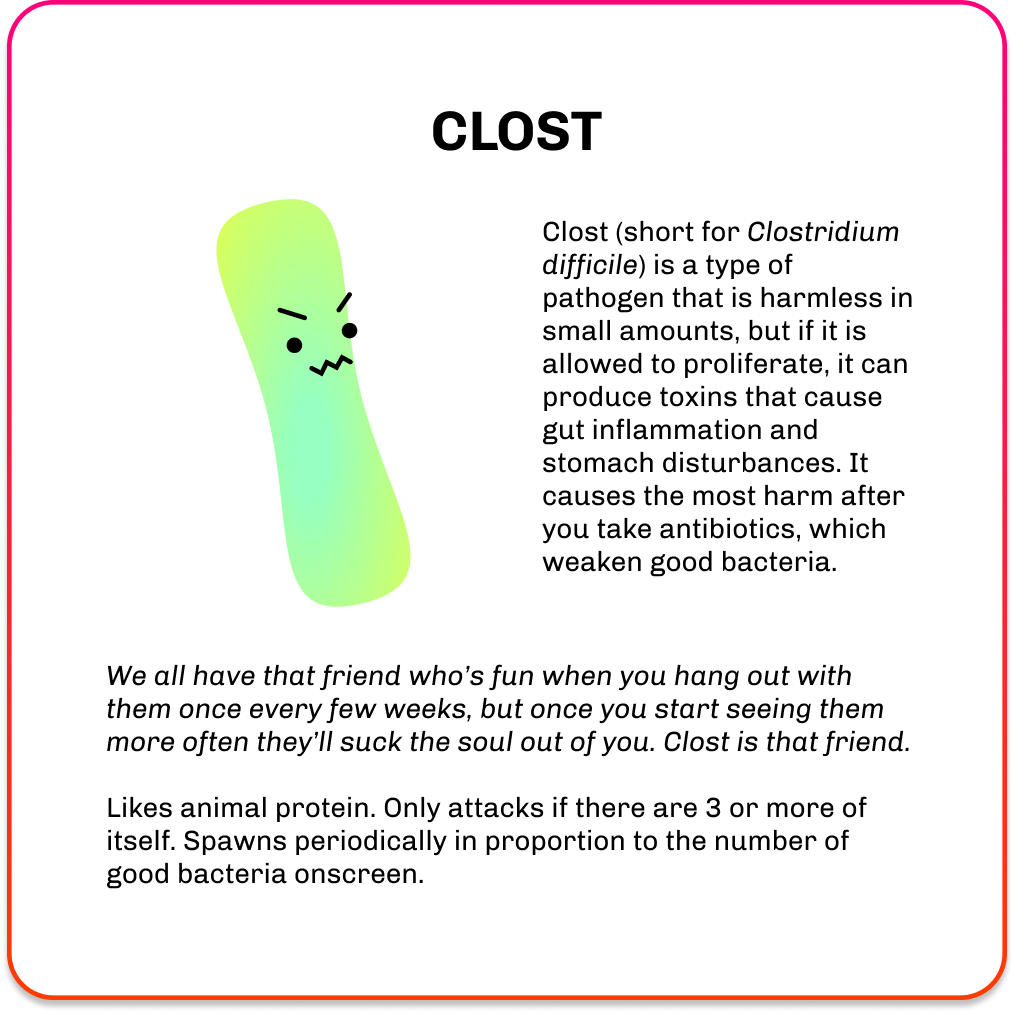 CLOST
Clost (short for Clostridium
difficile) is a type of
pathogen that is harmless in
small amounts, but if it is
allowed to proliferate, it can
produce toxins that cause
gut inflammation and
stomach disturbances. It
causes the most harm after
you take antibiotics, which
weaken good bacteria.
We all have that friend who’s fun when you hang out with
them once every few weeks, but once you start seeing them
more often they’ll suck the soul out of you. Clost is that friend.
Likes animal protein. Only attacks if there are 3 or more of
itself. Spawns periodically in proportion to the number of
good bacteria onscreen.